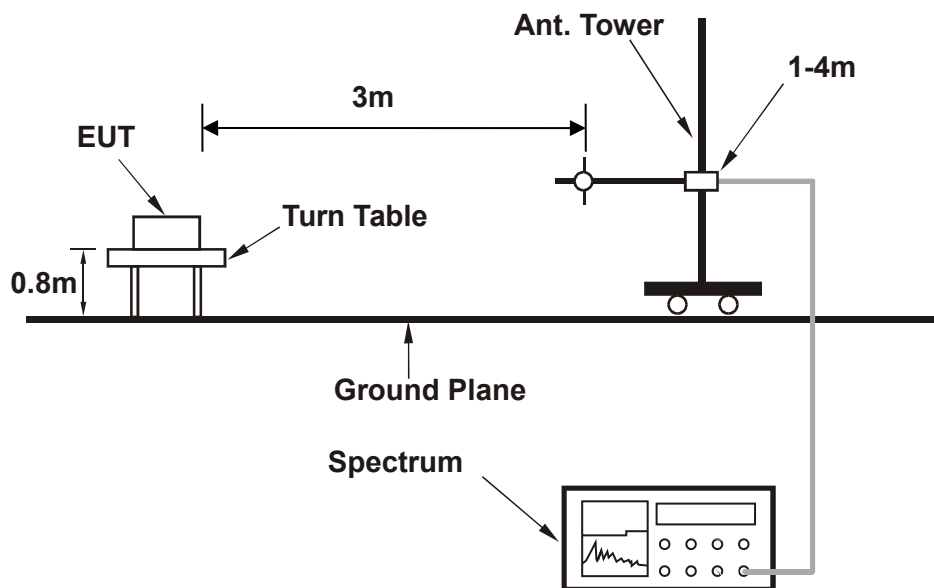 Ant. Tower
1-4m
3m
EUT
Turn Table
0.8m
Ground Plane
Spectrum